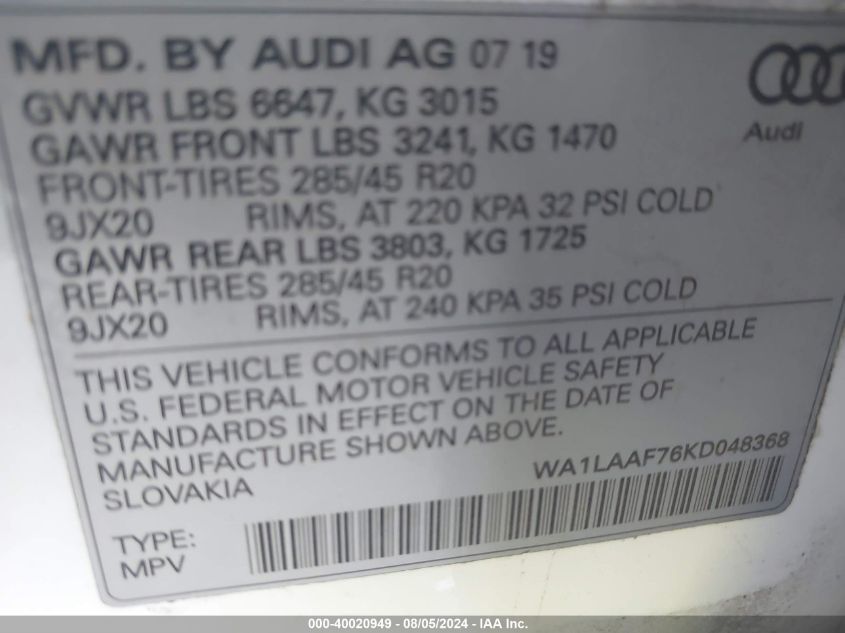 MFD. BY AUDI AG 07 19
GVWR LBS 6647, KG 3015
GAWR FRONT LBS 3241, KG 1470
FRONT-TIRES 285/45 R20
9JX20 RIMS, AT 220 KPA 32 PSI COLD
GAWR REAR LBS 3803, KG 1725
REAR-TIRES 285/45 R20
9JX20 RIMS, AT 240 KPA 35 PSI COLD
Audi
THIS VEHICLE CONFORMS TO ALL APPLICABLE
U.S. FEDERAL MOTOR VEHICLE SAFETY
STANDARDS IN EFFECT ON THE DATE OF
MANUFACTURE SHOWN ABOVE.
SLOVAKIA
WA1LAAF76KD048368
TYPE:
MPV
000-40020949 - 08/05/2024 - IAA Inc.